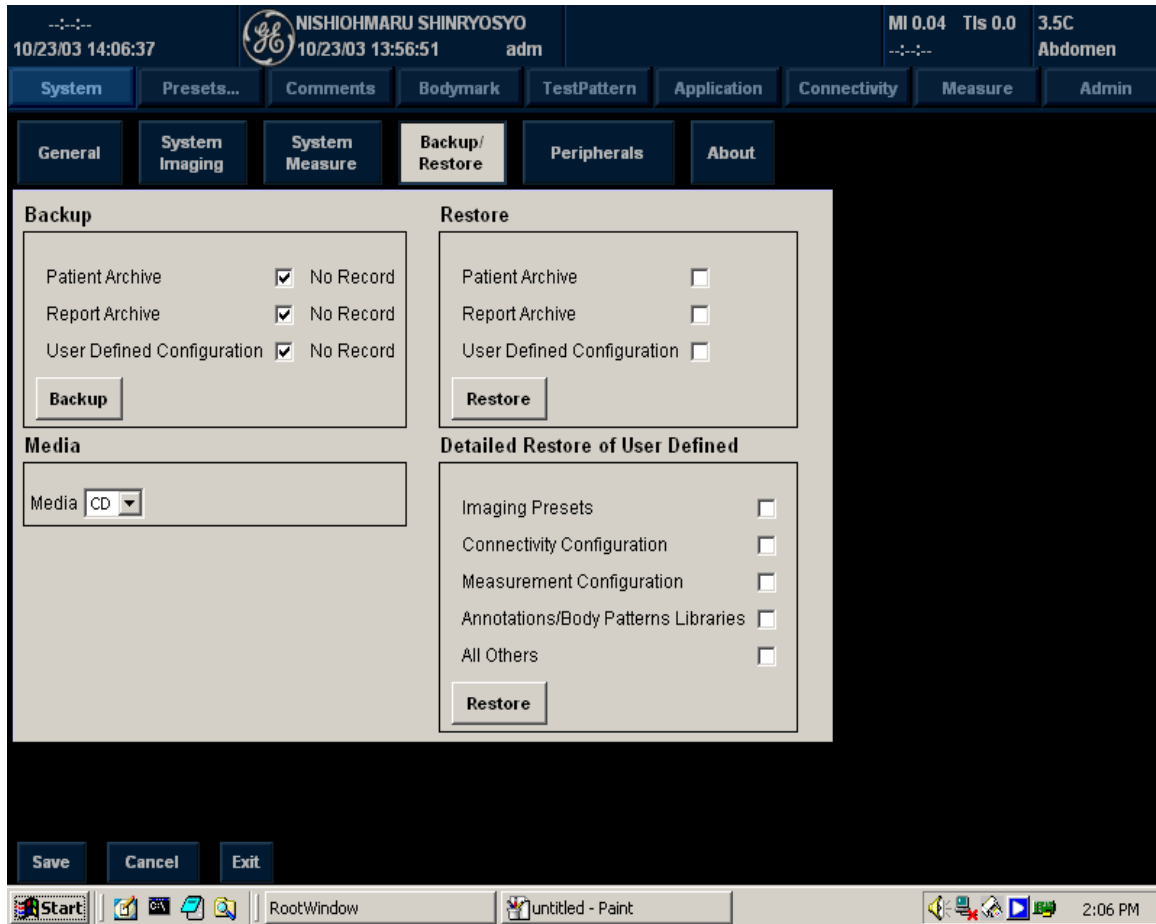 --:--:--
NISHIOHMARU SHINRYOSYO
MI 0.04 TIs 0.0
3.5C
10/23/03 14:06:37
10/23/03 13:56:51 adm
--:--:--
Abdomen
System
Presets...
Comments
Bodymark
TestPattern
Application
Connectivity
Measure
Admin
General
System Imaging
System Measure
Backup/ Restore
Peripherals
About
Backup
Patient Archive No Record
Report Archive No Record
User Defined Configuration No Record
Backup
Media
Media CD
Restore
Patient Archive
Report Archive
User Defined Configuration
Restore
Detailed Restore of User Defined
Imaging Presets
Connectivity Configuration
Measurement Configuration
Annotations/Body Patterns Libraries
All Others
Restore
Save
Cancel
Exit
Start
RootWindow
untitled - Paint
2:06 PM